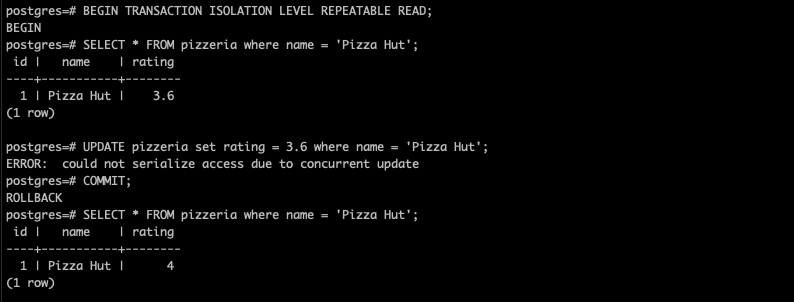 postgres=# BEGIN TRANSACTION ISOLATION LEVEL REPEATABLE READ;
BEGIN
postgres=# SELECT * FROM pizzeria where name = 'Pizza Hut';
 id |   name    | rating
----+-----------+--------
  1 | Pizza Hut |    3.6
(1 row)

postgres=# UPDATE pizzeria set rating = 3.6 where name = 'Pizza Hut';
ERROR:  could not serialize access due to concurrent update
postgres=# COMMIT;
ROLLBACK
postgres=# SELECT * FROM pizzeria where name = 'Pizza Hut';
 id |   name    | rating
----+-----------+--------
  1 | Pizza Hut |      4
(1 row)